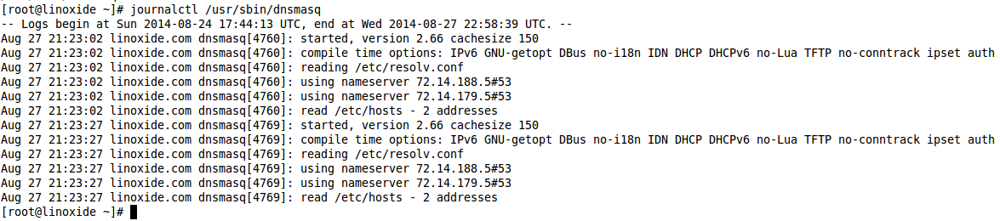 [root@linoxide ~]# journalctl /usr/sbin/dnsmasq
-- Logs begin at Sun 2014-08-24 17:44:13 UTC, end at Wed 2014-08-27 22:58:39 UTC. --
Aug 27 21:23:02 linoxide.com dnsmasq[4760]: started, version 2.66 cachesize 150
Aug 27 21:23:02 linoxide.com dnsmasq[4760]: compile time options: IPv6 GNU-getopt DBus no-i18n IDN DHCP DHCPv6 no-Lua TFTP no-conntrack ipset auth
Aug 27 21:23:02 linoxide.com dnsmasq[4760]: reading /etc/resolv.conf
Aug 27 21:23:02 linoxide.com dnsmasq[4760]: using nameserver 72.14.188.5#53
Aug 27 21:23:02 linoxide.com dnsmasq[4760]: using nameserver 72.14.179.5#53
Aug 27 21:23:02 linoxide.com dnsmasq[4760]: read /etc/hosts - 2 addresses
Aug 27 21:23:27 linoxide.com dnsmasq[4769]: started, version 2.66 cachesize 150
Aug 27 21:23:27 linoxide.com dnsmasq[4769]: compile time options: IPv6 GNU-getopt DBus no-i18n IDN DHCP DHCPv6 no-Lua TFTP no-conntrack ipset auth
Aug 27 21:23:27 linoxide.com dnsmasq[4769]: reading /etc/resolv.conf
Aug 27 21:23:27 linoxide.com dnsmasq[4769]: using nameserver 72.14.188.5#53
Aug 27 21:23:27 linoxide.com dnsmasq[4769]: using nameserver 72.14.179.5#53
Aug 27 21:23:27 linoxide.com dnsmasq[4769]: read /etc/hosts - 2 addresses
[root@linoxide ~]#